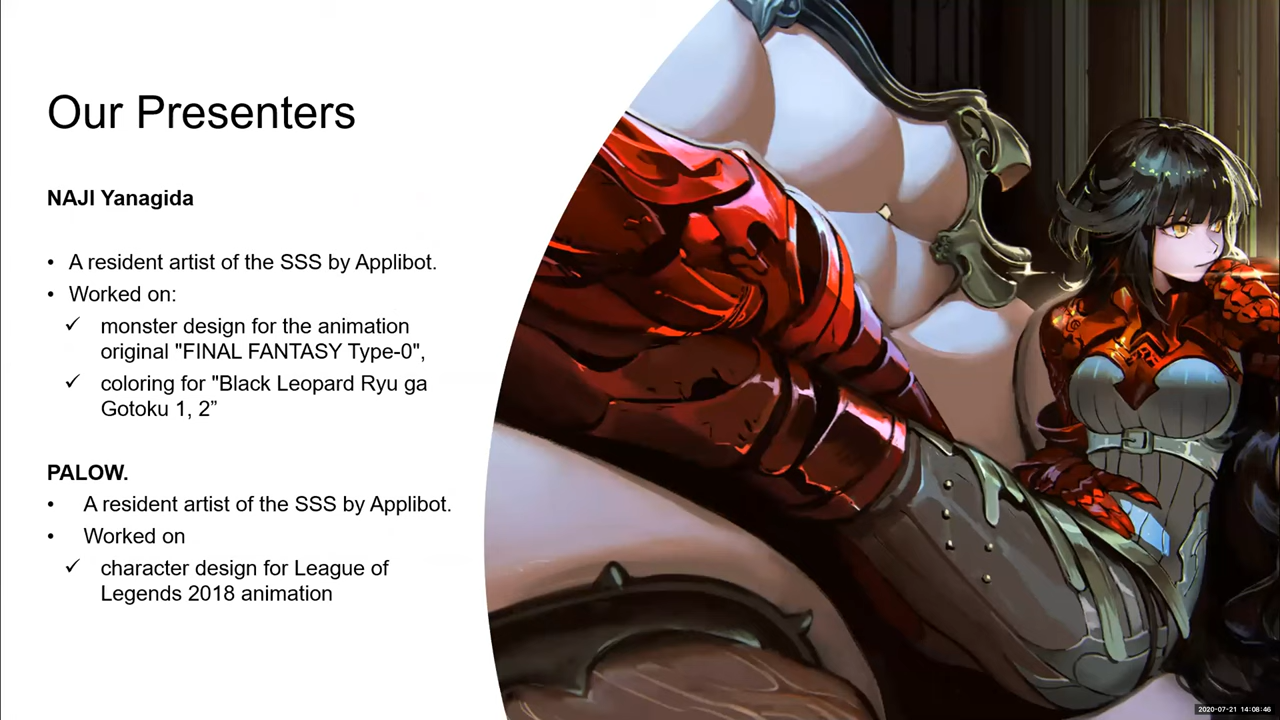 Our Presenters
NAJI Yanagida
• A resident artist of the SSS by Applibot.
• Worked on:
✓ monster design for the animation
original "FINAL FANTASY Type-0",
✓ coloring for "Black Leopard Ryu ga
Gotoku 1, 2”
PALOW.
• A resident artist of the SSS by Applibot.
• Worked on
✓ character design for League of
Legends 2018 animation
2020-07-21 14:08:46